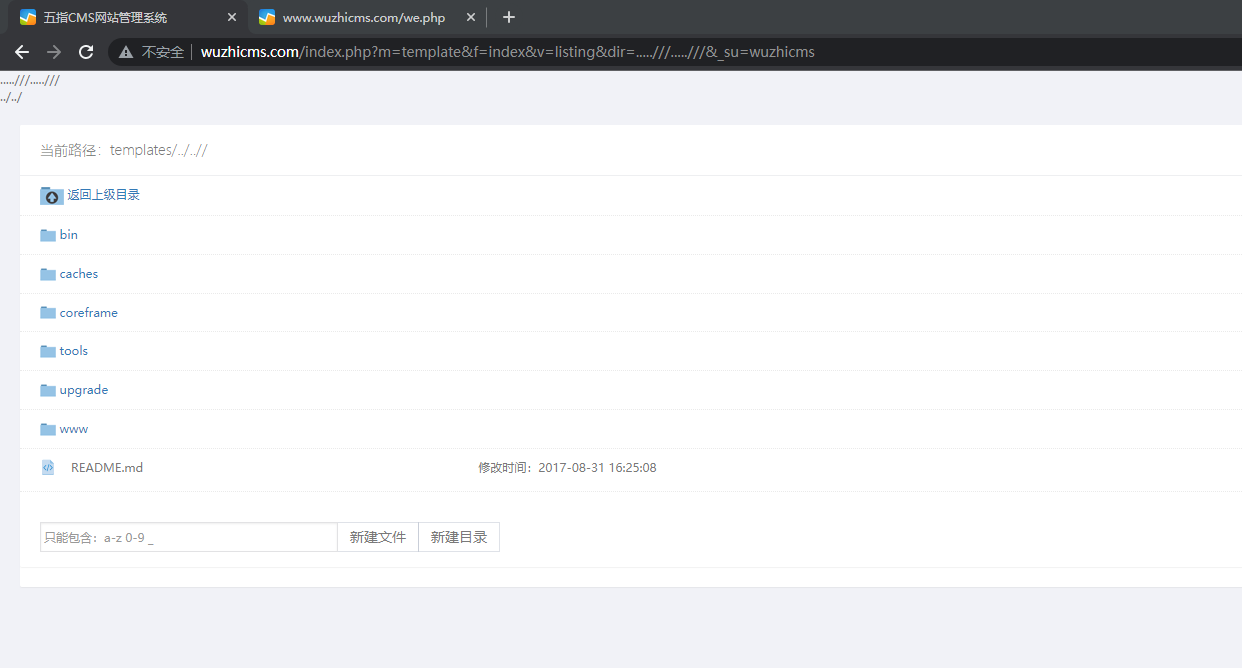 五指CMS网站管理系统
www.wuzhicms.com/we.php
不安全 wuzhicms.com/index.php?m=template&f=index&v=listing&dir=.....///.....///&_su=wuzhicms
.....///.....///
../../
当前路径：templates/../..//
返回上级目录
bin
caches
coreframe
tools
upgrade
www
README.md 修改时间：2017-08-31 16:25:08
只能包含：a-z 0-9 _ 新建文件 新建目录